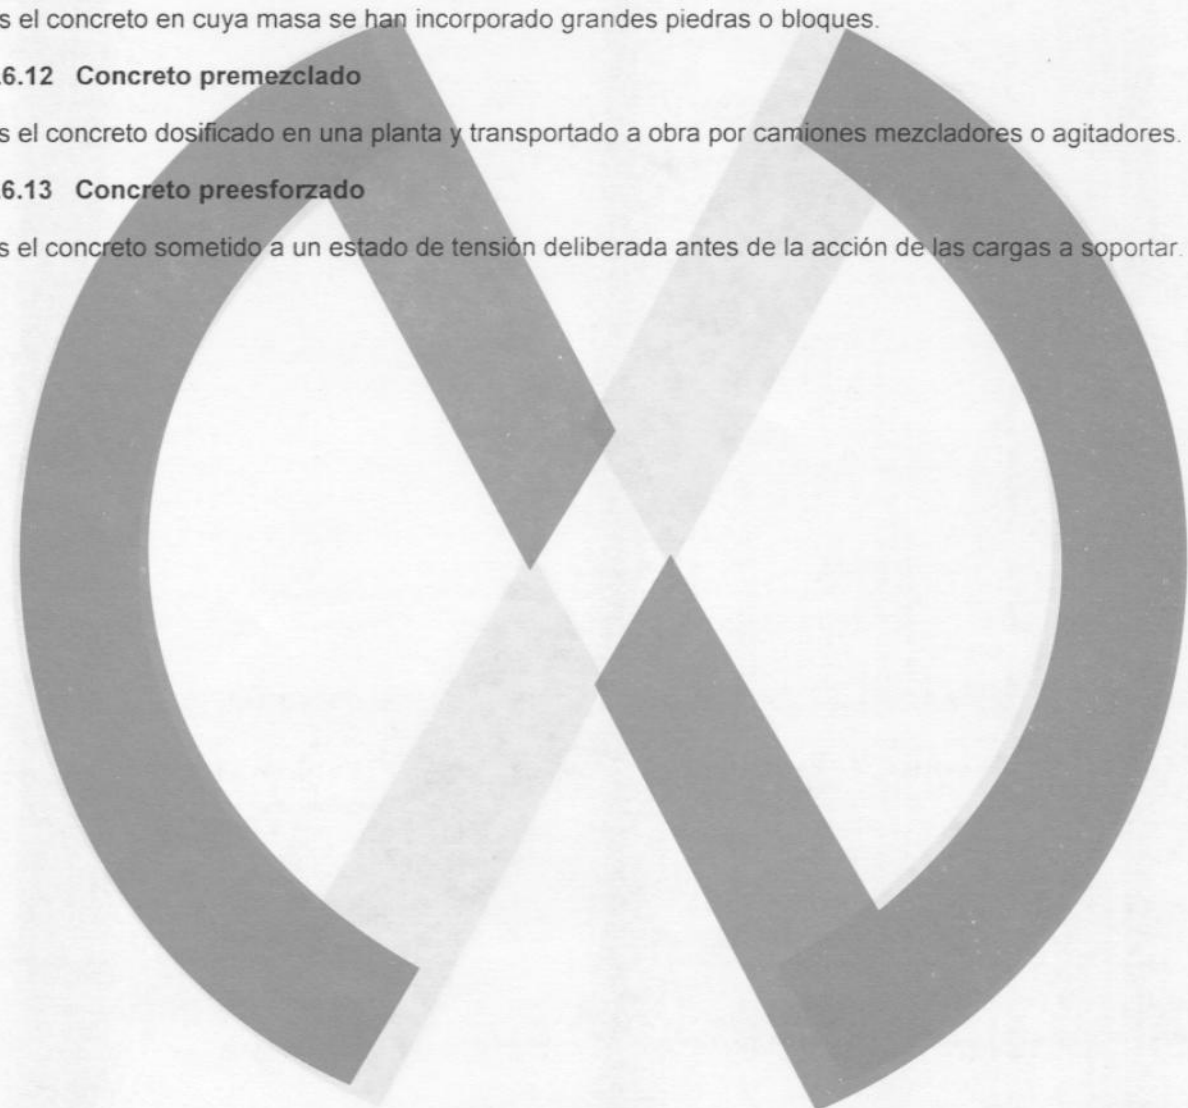 s el concreto en cuya masa se han incorporado grandes piedras o bloques.
.6.12 Concreto premezclado
s el concreto dosificado en una planta y transportado a obra por camiones mezcladores o agitadores.
.6.13 Concreto preesforzado
s el concreto sometido a un estado de tensión deliberada antes de la acción de las cargas a soportar.